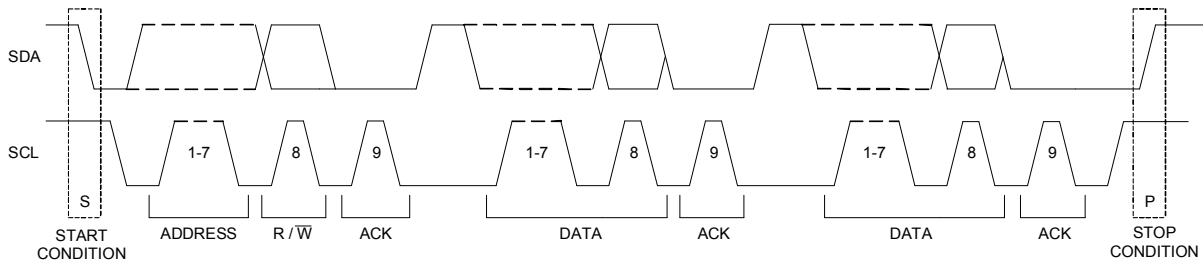 SDA
SCL
1-7
8
9
1-7
8
9
1-7
8
9
S
P
START
CONDITION
ADDRESS
R / W̅
ACK
DATA
ACK
DATA
ACK
STOP
CONDITION